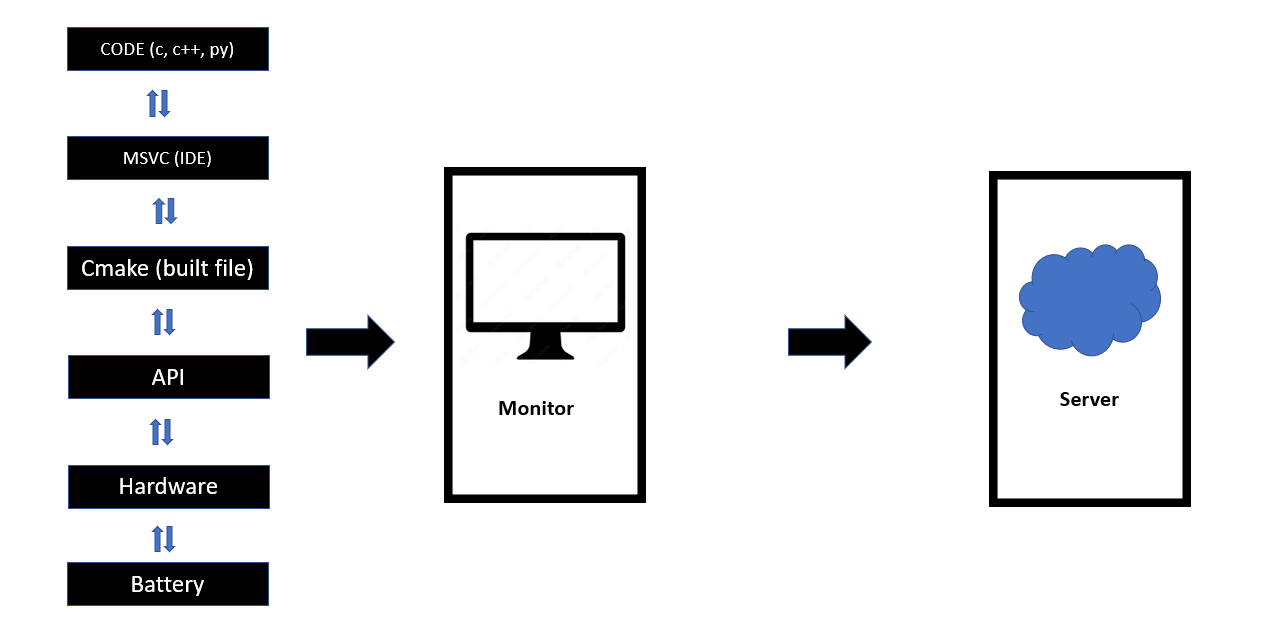 CODE (c, c++, py)
MSVC (IDE)
Cmake (built file)
API
Hardware
Battery
Monitor
Server